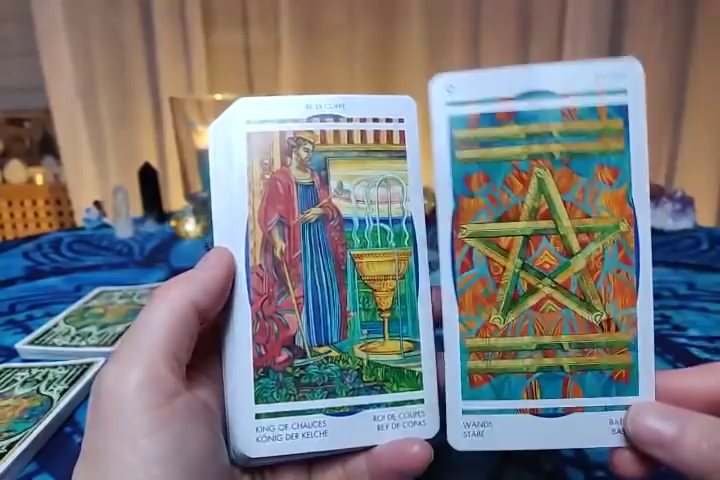 RE DI COPPE
KING OF CHALICES
KÖNIG DER KELCHE
ROI DE COUPES
REY DE COPAS
WANDS
STÄBE